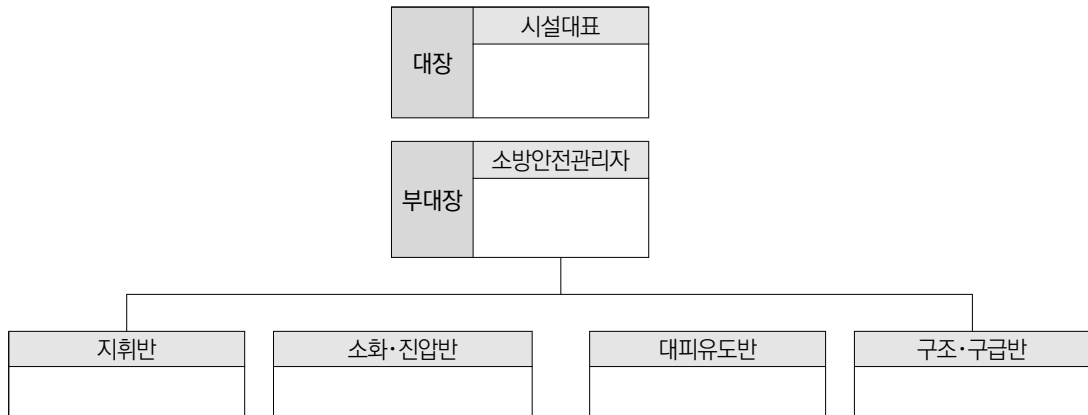 시설대표
대장
소방안전관리자
부대장
지휘반
소화·진압반
대피유도반
구조·구급반